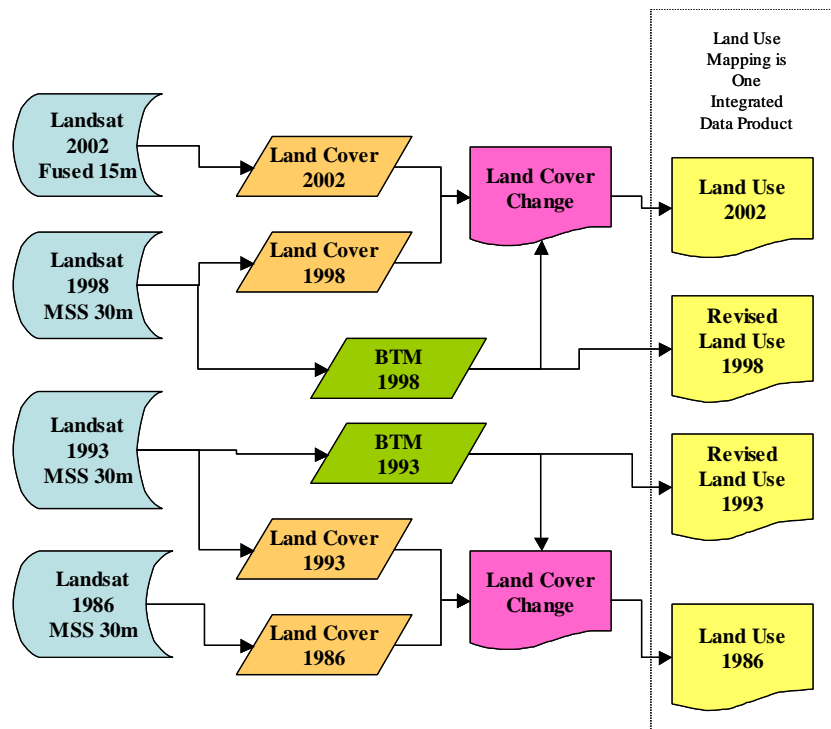 Land Use
Mapping is
One
Integrated
Data Product
Landsat
2002
Fused 15m
Land Cover
2002
Land Cover
Change
Land Use
2002
Landsat
1998
MSS 30m
Land Cover
1998
BTM
1998
Revised
Land Use
1998
Landsat
1993
MSS 30m
BTM
1993
Revised
Land Use
1993
Land Cover
1993
Landsat
1986
MSS 30m
Land Cover
1986
Land Cover
Change
Land Use
1986